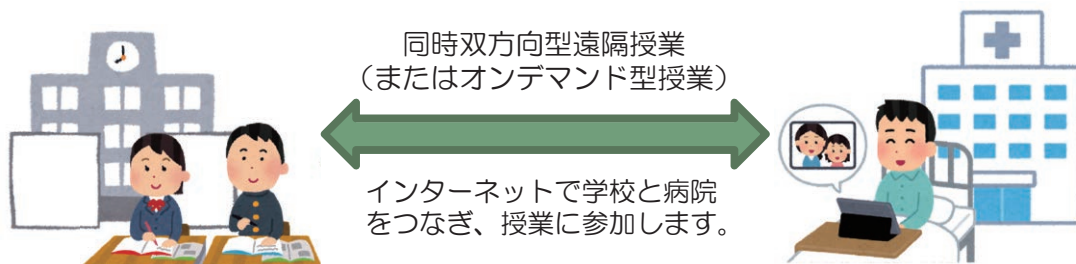 同時双方向型遠隔授業
（またはオンデマンド型授業）
インターネットで学校と病院
をつなぎ、授業に参加します。